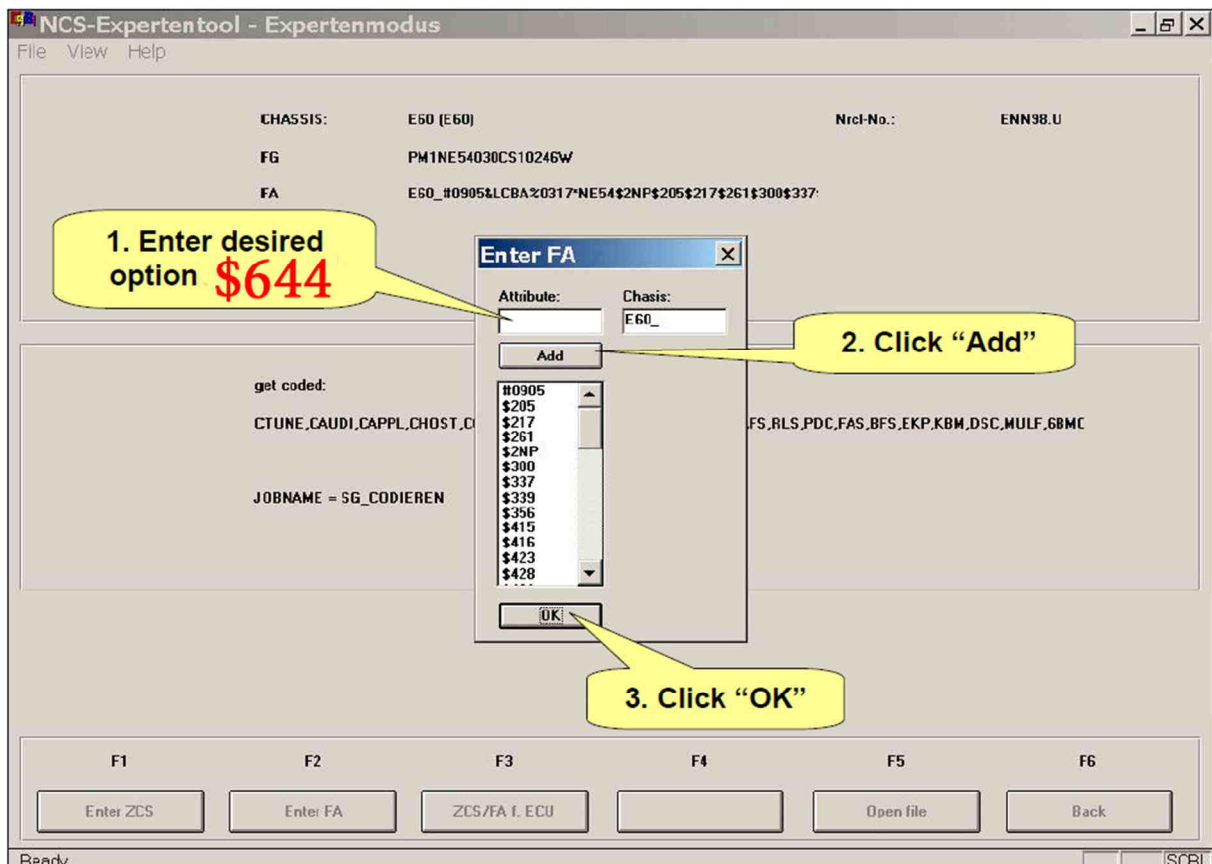 NCS-Expertentool - Expertenmodus
File View Help
CHASSIS: E60 (E60) Nrcl-No.: ENN98.U
FG PM1NE54030CS10246W
FA E60_#0905&LCBA%0317*NE54$2NP$205$217$261$300$337
1. Enter desired
option $644
Enter FA
Attribute: Chasis:
E60_
Add
2. Click “Add”
#0905
$205
$217
$261
$2NP
$300
$337
$339
$356
$415
$416
$423
$428
get coded:
CTUNE,CAUDI,CAPPL,CHOST, FS,RLS,PDC,FAS,BFS,EKP,KBM,DSC,MULF,6BMC
JOBNAME = SG_CODIEREN
OK
3. Click “OK”
F1 F2 F3 F4 F5 F6
Enter ZCS Enter FA ZCS/FA f. ECU Open file Back
Ready